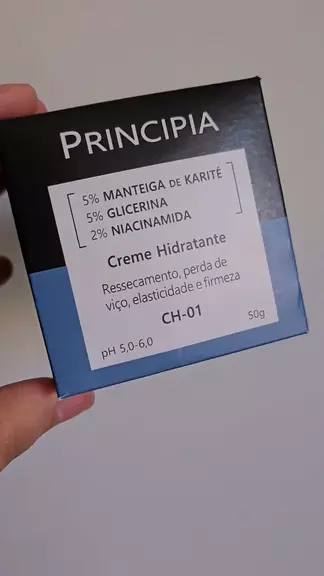 PRINCIPIA
5% MANTEIGA DE KARITÉ
5% GLICERINA
2% NIACINAMIDA
Creme Hidratante
Ressecamento, perda de
viço, elasticidade e firmeza
CH-01
pH 5,0-6,0 50g